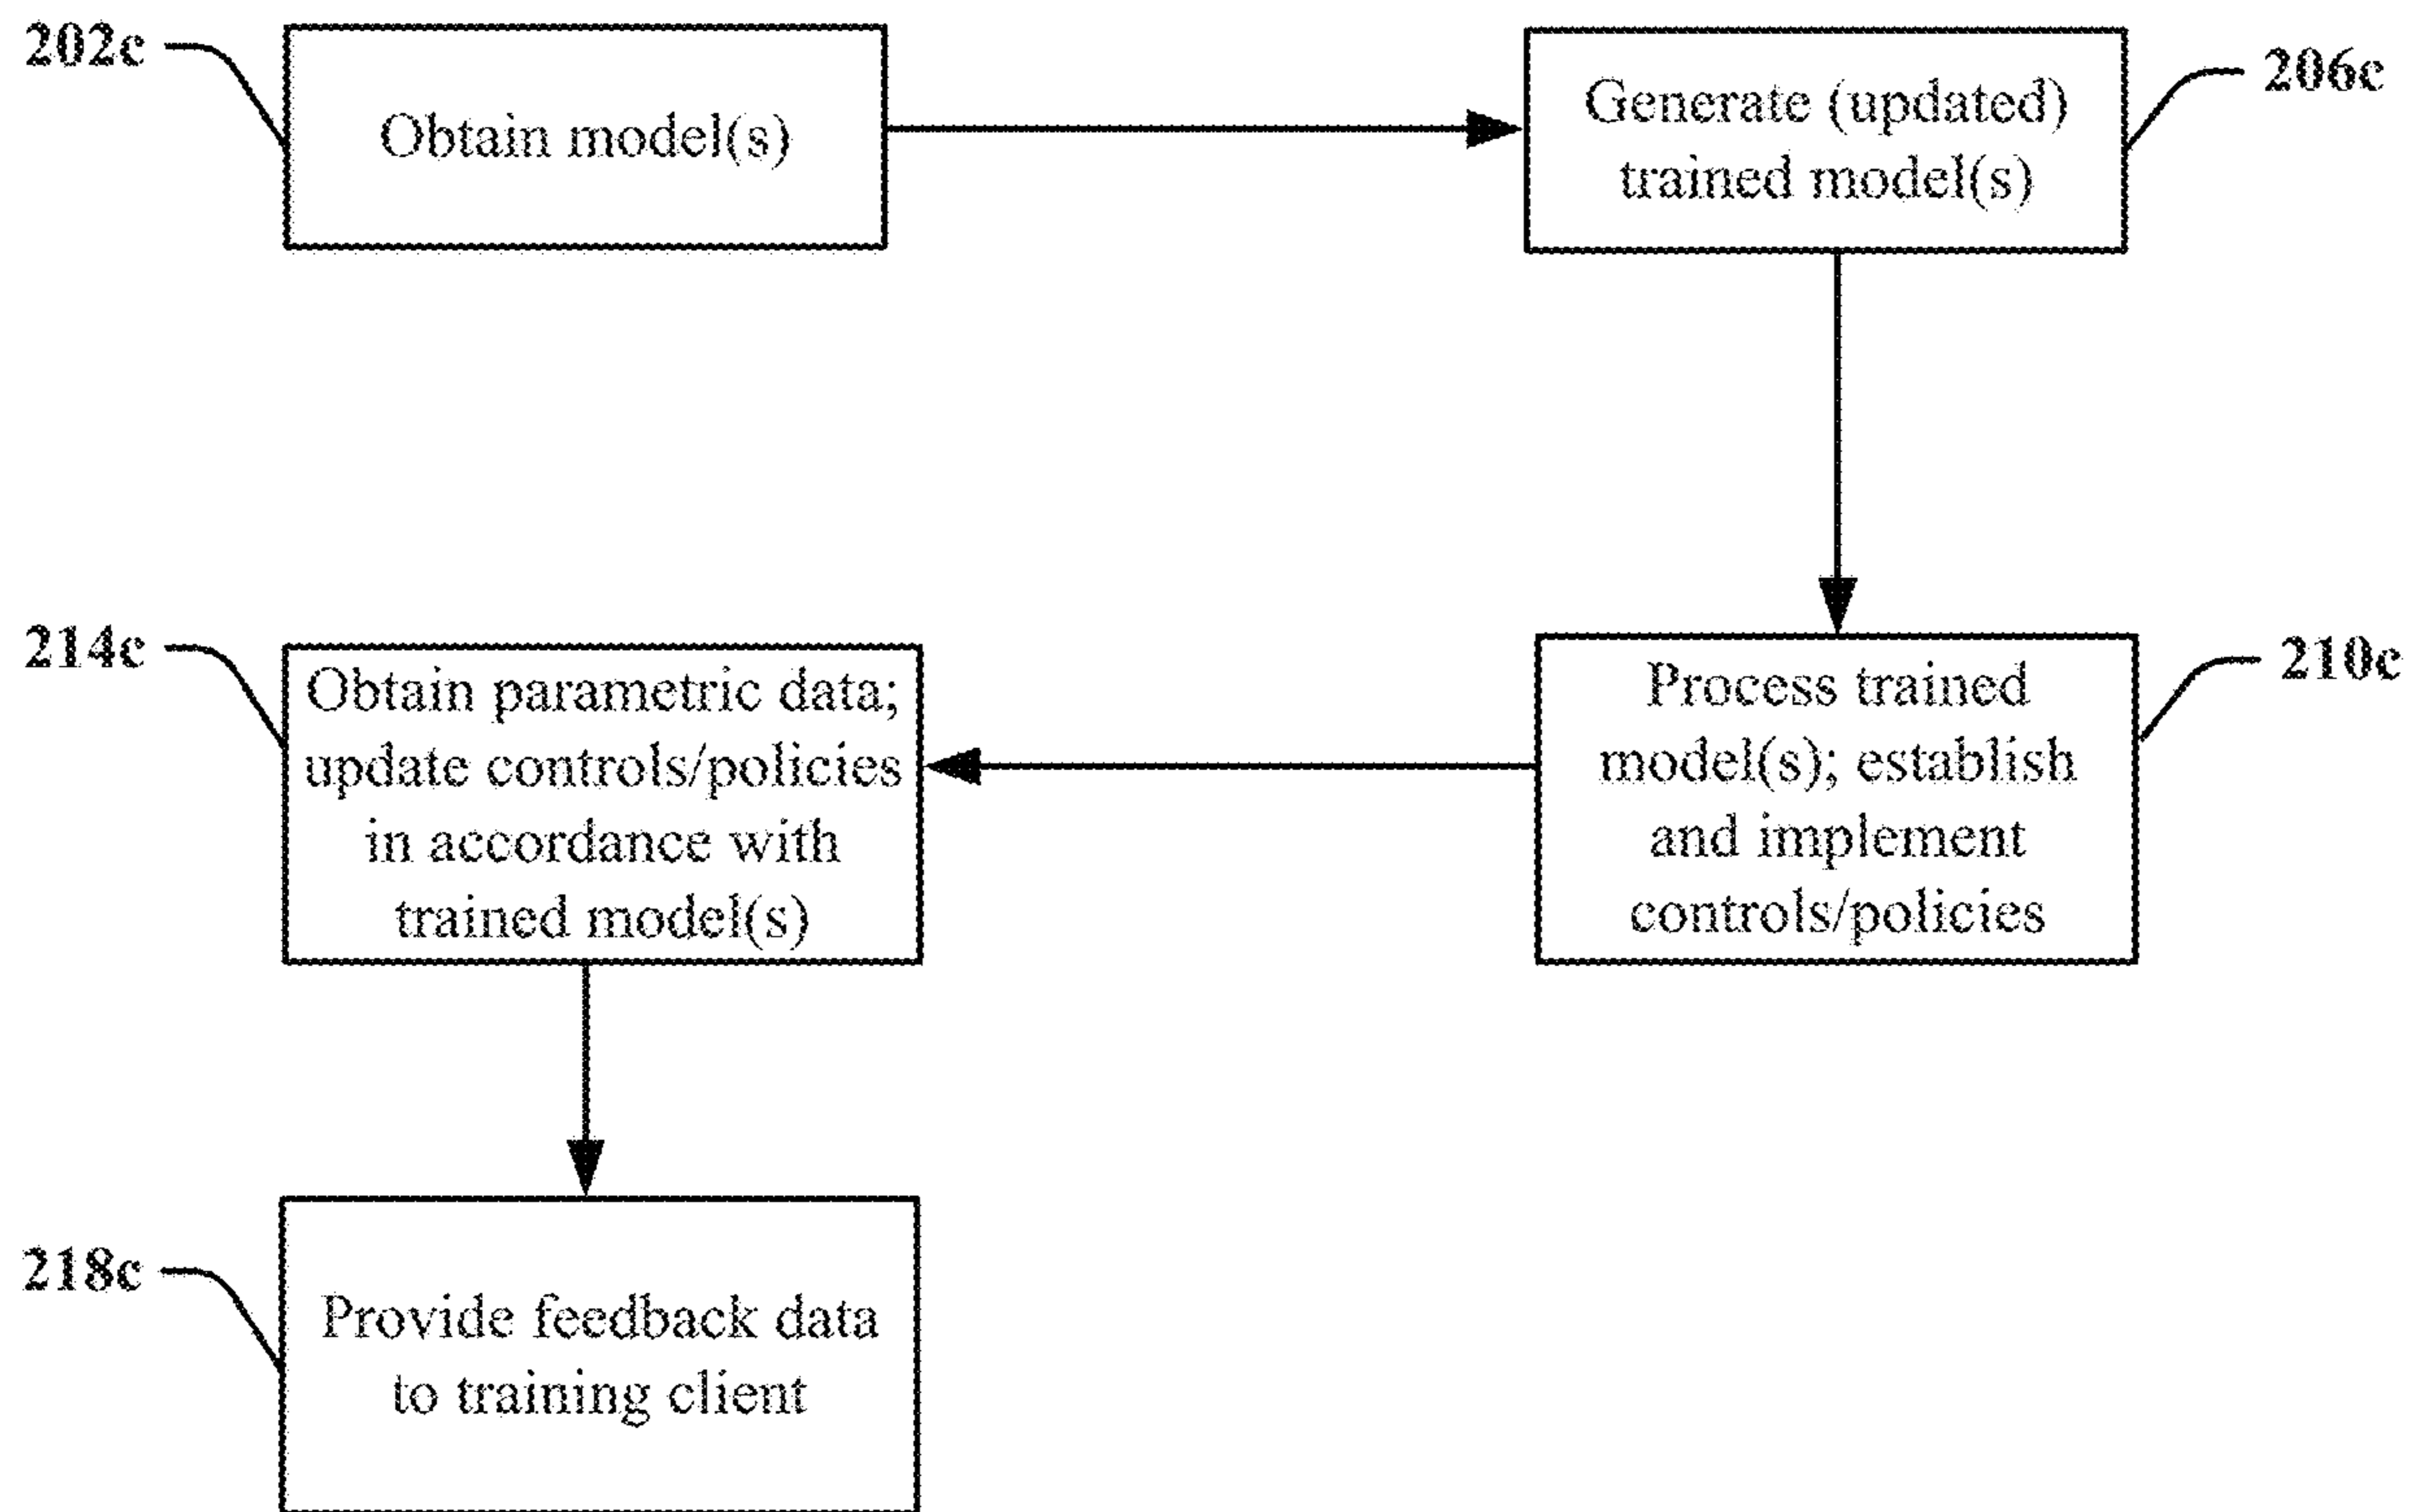 202c
Obtain model(s)
Generate (updated)
trained model(s)
206c
214c
Obtain parametric data;
update controls/policies
in accordance with
trained model(s)
Process trained
model(s); establish
and implement
controls/policies
210c
218c
Provide feedback data
to training client